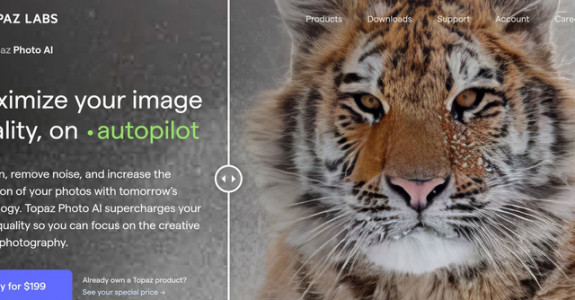 PAZ LABS
Products Downloads Support Account Caree
az Photo AI
ximize your image
ality, on •autopilot
n, remove noise, and increase the
on of your photos with tomorrow's
ogy. Topaz Photo AI supercharges your
quality so you can focus on the creative
photography.
y for $199
Already own a Topaz product?
See your special price →